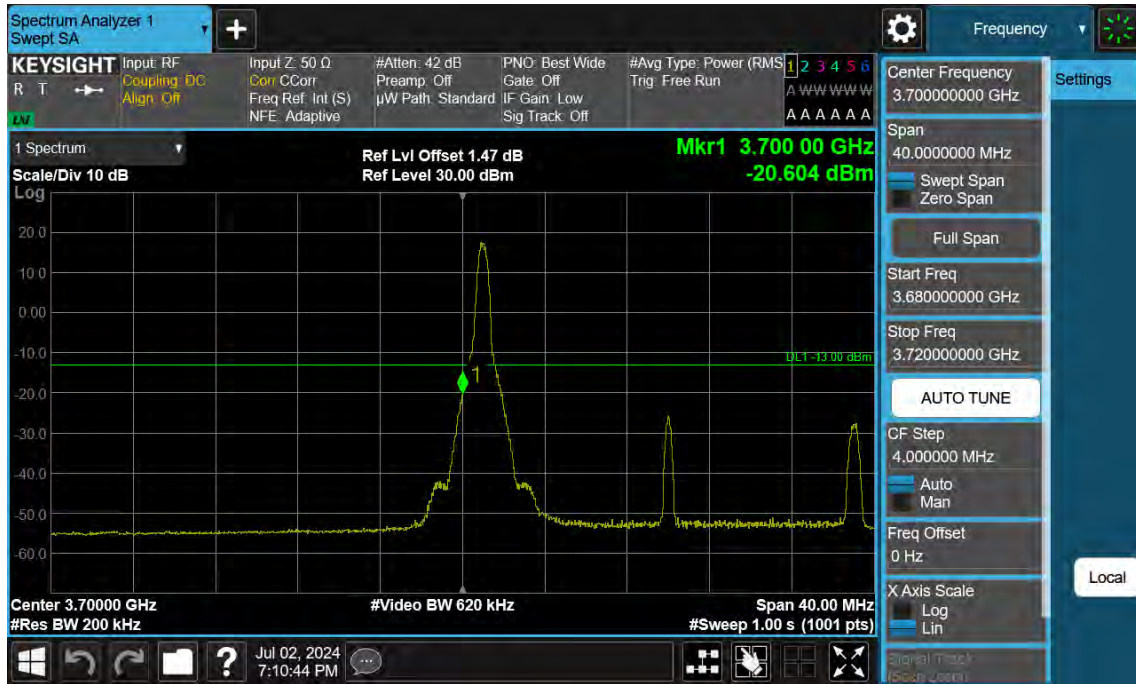 Spectrum Analyzer 1
Swept SA
Frequency
KEYSIGHT
R T
LXI
Input: RF
Coupling: DC
Align: Off
Input Z: 50 Ω
Corr CCorr
Freq Ref: Int (S)
NFE: Adaptive
#Atten: 42 dB
Preamp: Off
µW Path: Standard
PNO: Best Wide
Gate: Off
IF Gain: Low
Sig Track: Off
#Avg Type: Power (RMS
Trig: Free Run
1 2 3 4 5 6
A W W W W W
A A A A A A
1 Spectrum
Scale/Div 10 dB
Log
Ref Lvl Offset 1.47 dB
Ref Level 30.00 dBm
Mkr1 3.700 00 GHz
-20.604 dBm
20.0
10.0
0.00
-10.0
-20.0
-30.0
-40.0
-50.0
-60.0
DL1 -13.00 dBm
1
Center 3.70000 GHz
#Res BW 200 kHz
#Video BW 620 kHz
Span 40.00 MHz
#Sweep 1.00 s (1001 pts)
Center Frequency
3.700000000 GHz
Settings
Span
40.0000000 MHz
Swept Span
Zero Span
Full Span
Start Freq
3.680000000 GHz
Stop Freq
3.720000000 GHz
AUTO TUNE
CF Step
4.000000 MHz
Auto
Man
Freq Offset
0 Hz
X Axis Scale
Log
Lin
Local
Signal Track
(Span Zoom)
?
Jul 02, 2024
7:10:44 PM